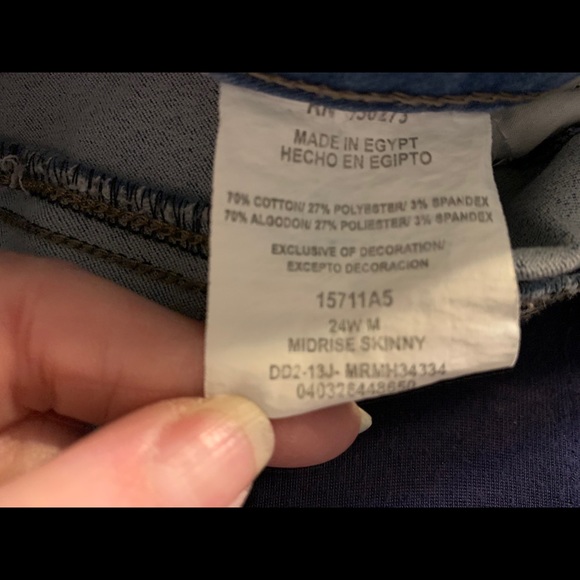 MADE IN EGYPT
HECHO EN EGIPTO
70% COTTON/ 27% POLYESTER/ 3% SPANDEX
70% ALGODON/ 27% POLIESTER/ 3% SPANDEX
EXCLUSIVE OF DECORATION/
EXCEPTO DECORACION
15711A5
24W M
MIDRISE SKINNY
DD2-13J- MRMH34334